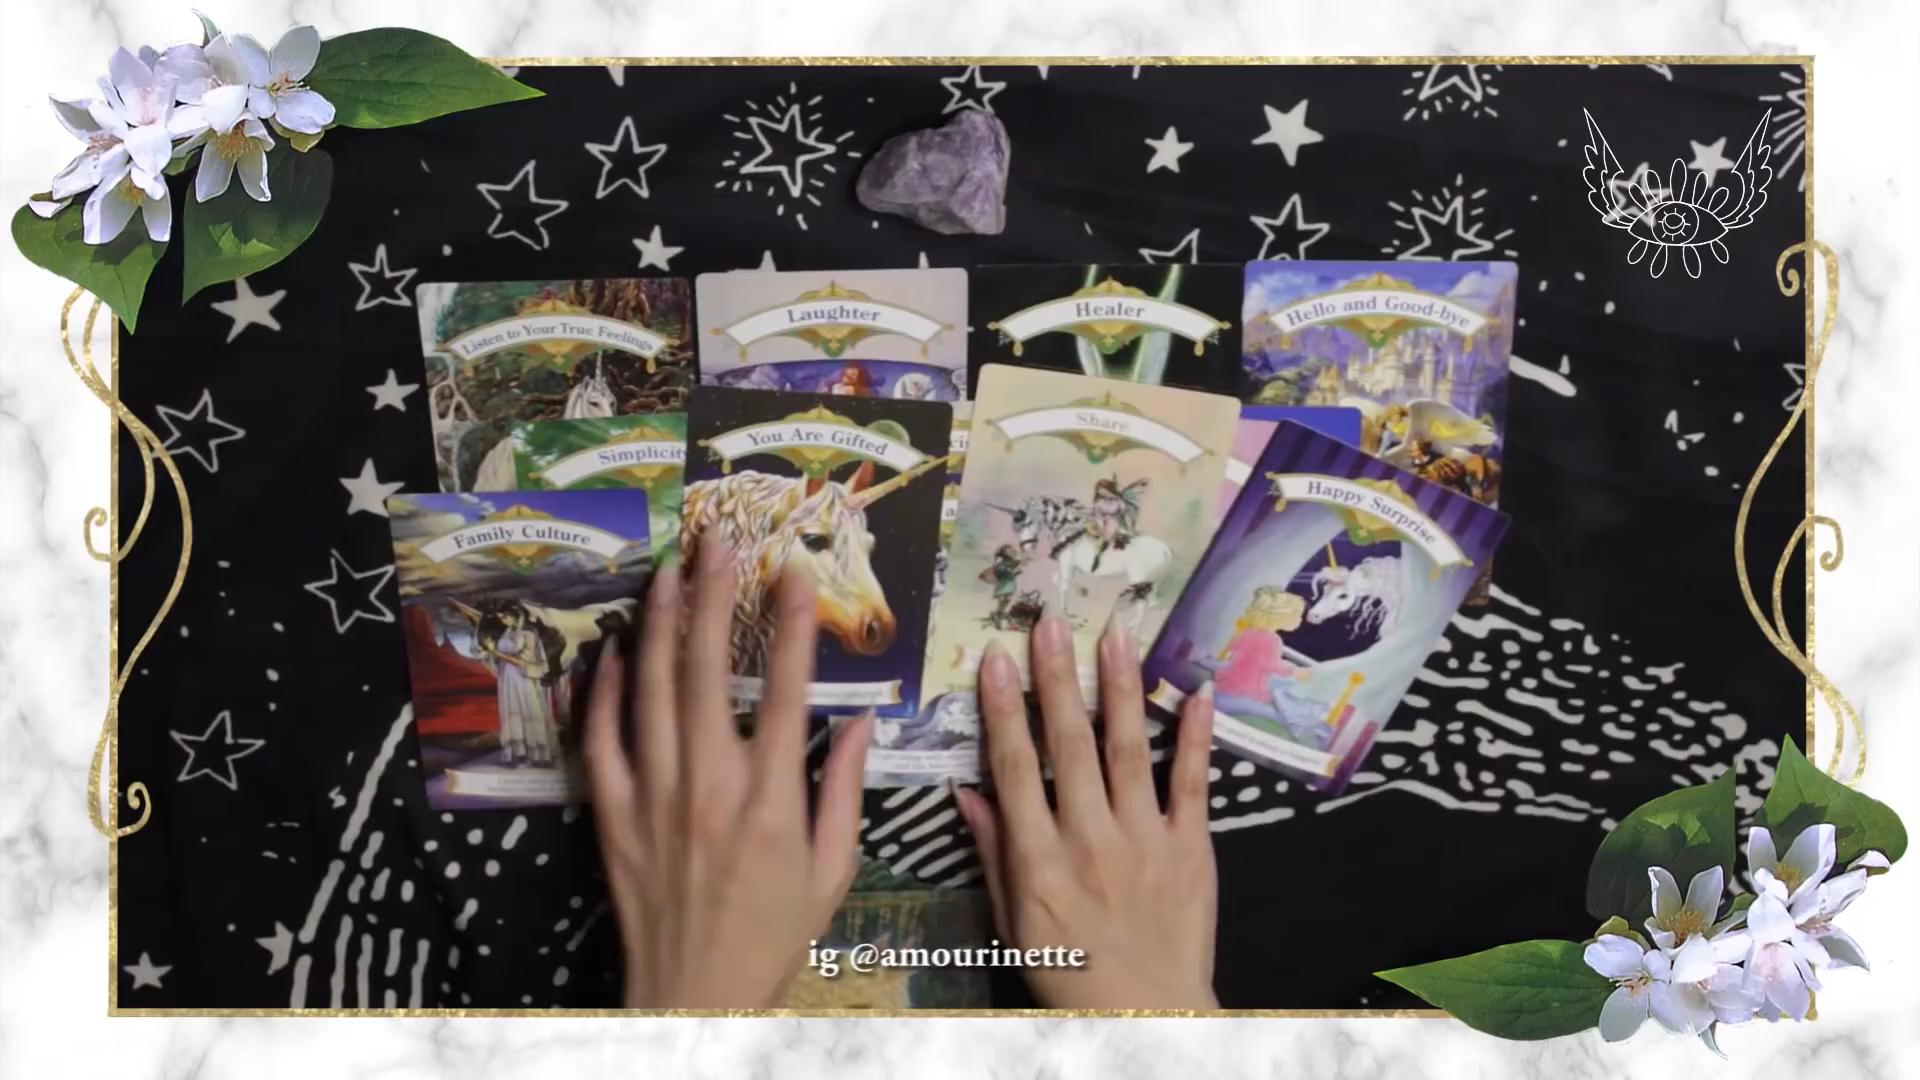 Listen to Your True Feelings
Laughter
Healer
Hello and Good-bye
Simplicity
You Are Gifted
Share
Family Culture
Happy Surprise
ig @amourinette